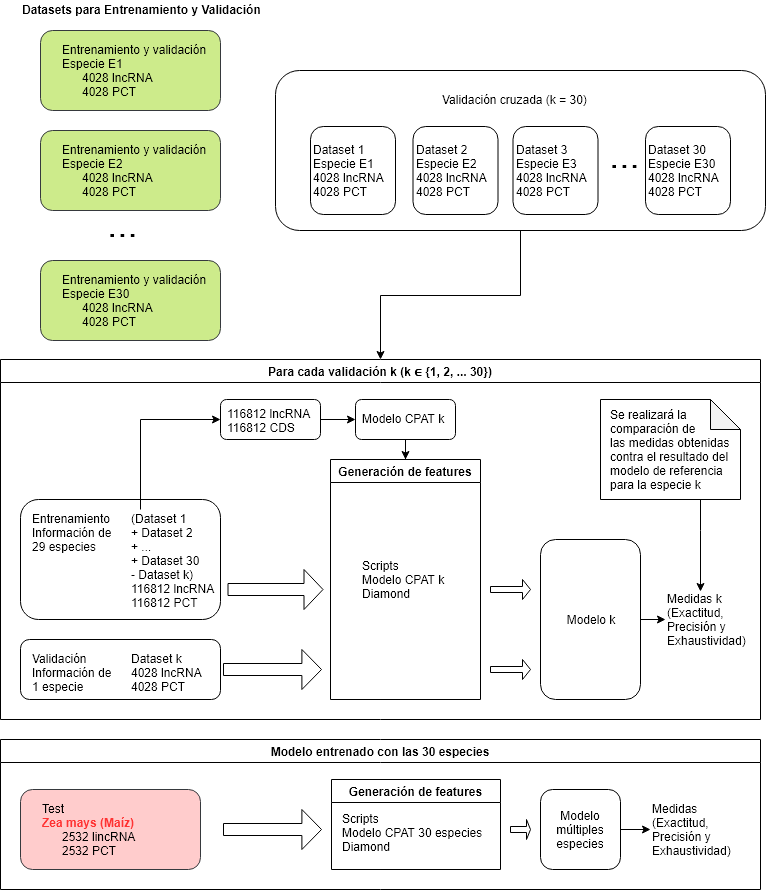 Datasets para Entrenamiento y Validación
Entrenamiento y validación
Especie E1
4028 lncRNA
4028 PCT
Entrenamiento y validación
Especie E2
4028 lncRNA
4028 PCT
...
Entrenamiento y validación
Especie E30
4028 lncRNA
4028 PCT
Validación cruzada (k = 30)
Dataset 1
Especie E1
4028 lncRNA
4028 PCT
Dataset 2
Especie E2
4028 lncRNA
4028 PCT
Dataset 3
Especie E3
4028 lncRNA
4028 PCT
...
Dataset 30
Especie E30
4028 lncRNA
4028 PCT
Para cada validación k (k ∈ {1, 2, ... 30})
116812 lncRNA
116812 CDS
Modelo CPAT k
Se realizará la
comparación de
las medidas obtenidas
contra el resultado del
modelo de referencia
para la especie k
Entrenamiento
Información de
29 especies
(Dataset 1
+ Dataset 2
+ ...
+ Dataset 30
- Dataset k)
116812 lncRNA
116812 PCT
Generación de features
Scripts
Modelo CPAT k
Diamond
Modelo k
Medidas k
(Exactitud,
Precisión y
Exhaustividad)
Validación
Información de
1 especie
Dataset k
4028 lncRNA
4028 PCT
Modelo entrenado con las 30 especies
Test
Zea mays (Maíz)
2532 lincRNA
2532 PCT
Generación de features
Scripts
Modelo CPAT 30 especies
Diamond
Modelo
múltiples
especies
Medidas
(Exactitud,
Precisión y
Exhaustividad)